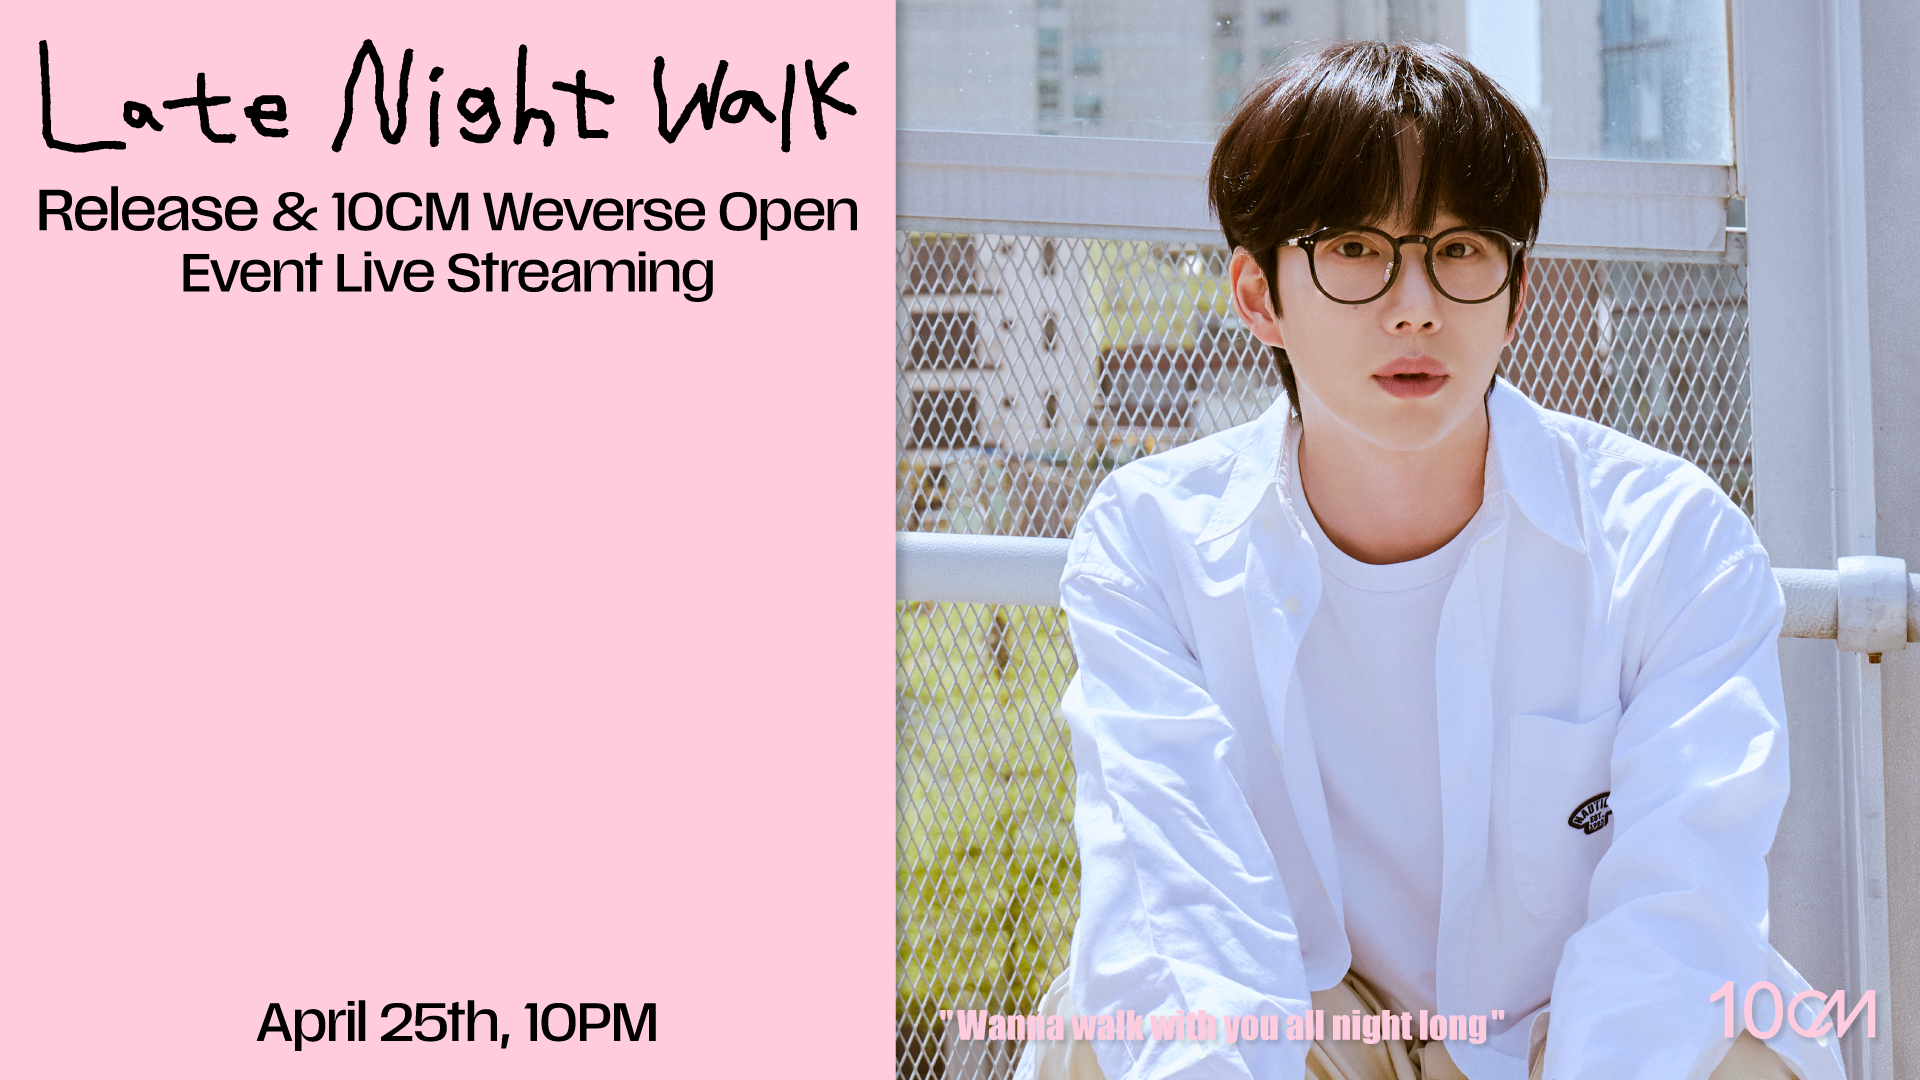 Late Night Walk
Release & 10CM Weverse Open
Event Live Streaming
April 25th, 10PM
"Wanna walk with you all night long"
10CM